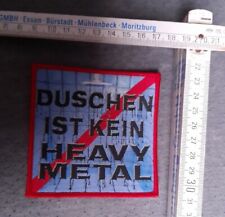 GMBH Essen · Bürstadt · Mühlenbeck · Moritzburg
DUSCHEN
IST KEIN
HEAVY
METAL